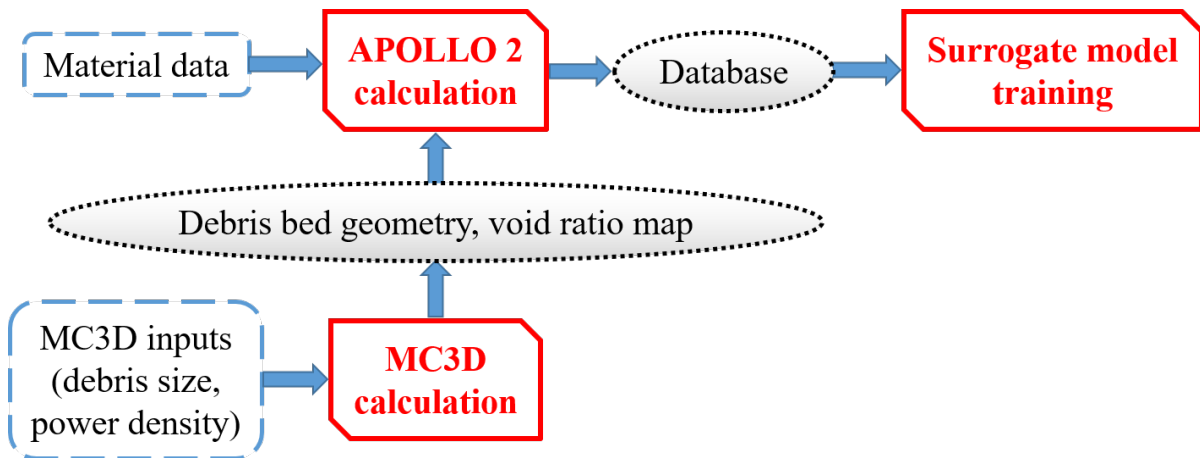 Material data
APOLLO 2
calculation
Database
Surrogate model
training
Debris bed geometry, void ratio map
MC3D inputs
(debris size,
power density)
MC3D
calculation